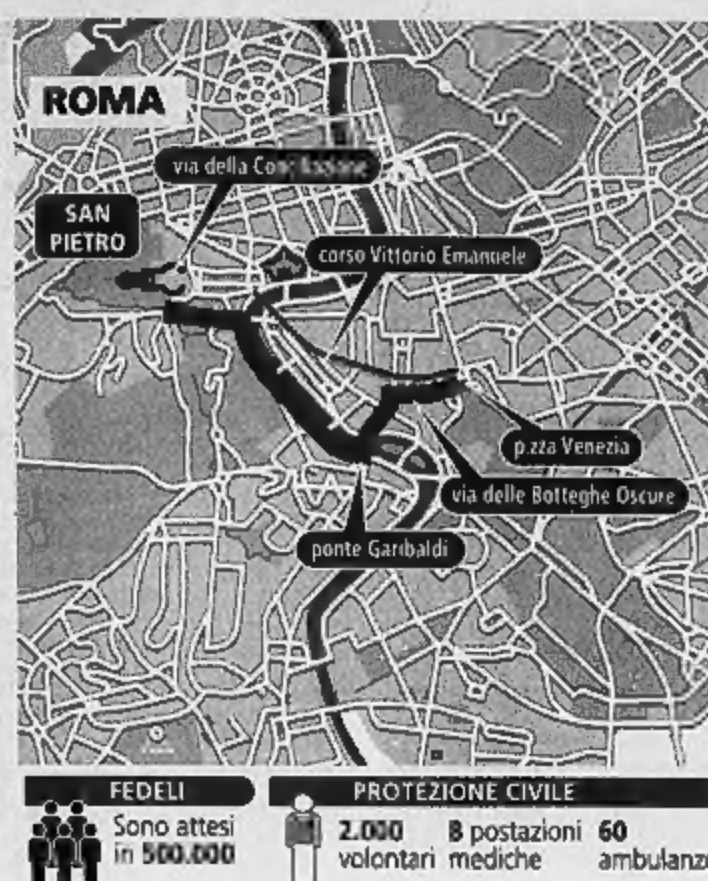 ROMA
via della Conciliazione
SAN
PIETRO
corso Vittorio Emanuele
p.zza Venezia
via delle Botteghe Oscure
ponte Garibaldi
FEDELI
Sono attesi
in 500.000
PROTEZIONE CIVILE
2.000
volontari
8 postazioni
mediche
60
ambulanze